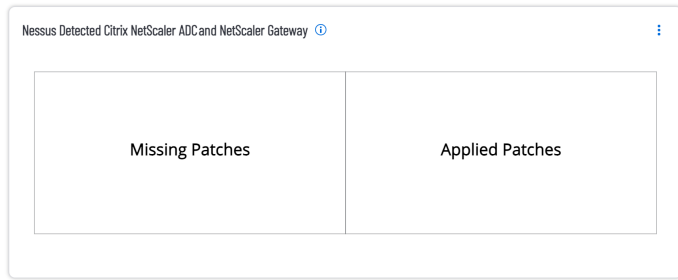 Nessus Detected Citrix NetScaler ADC and NetScaler Gateway
Missing Patches
Applied Patches